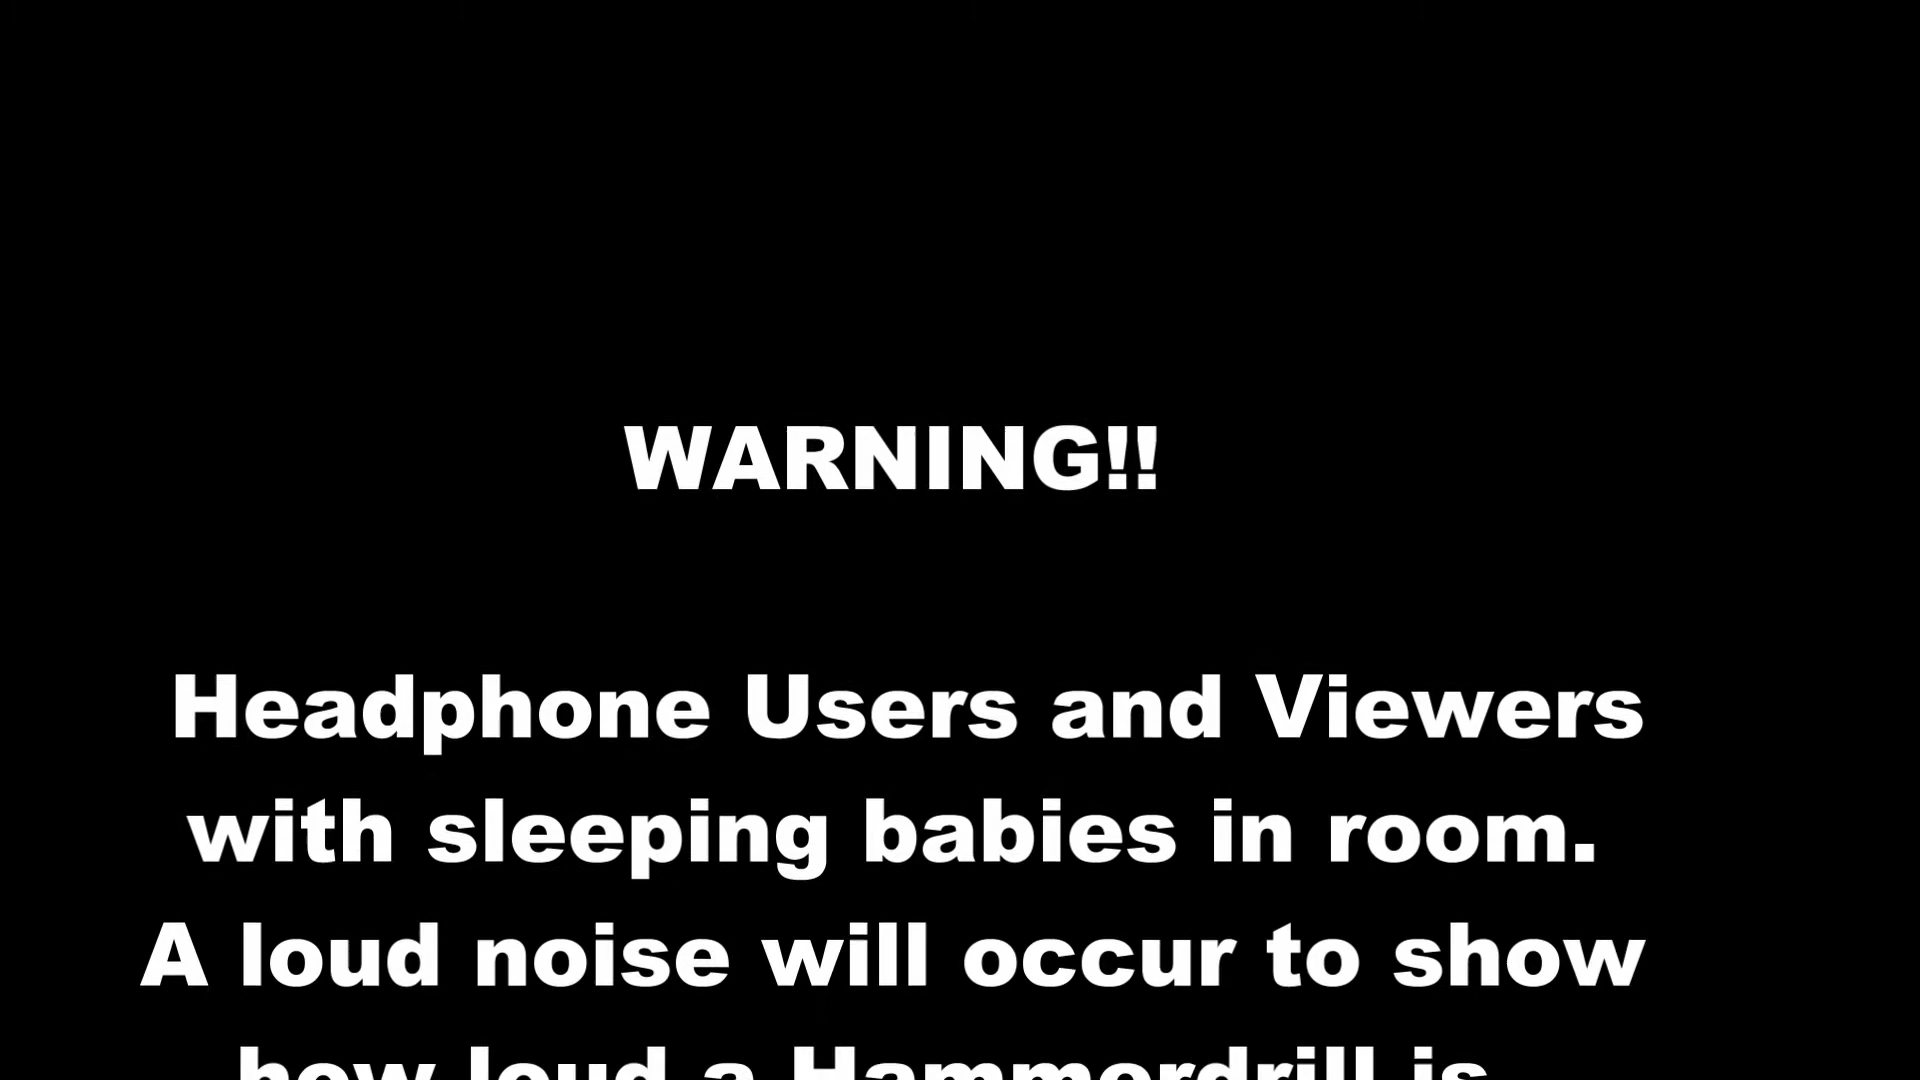 WARNING!!
Headphone Users and Viewers
with sleeping babies in room.
A loud noise will occur to show
how loud a Hammerdrill is